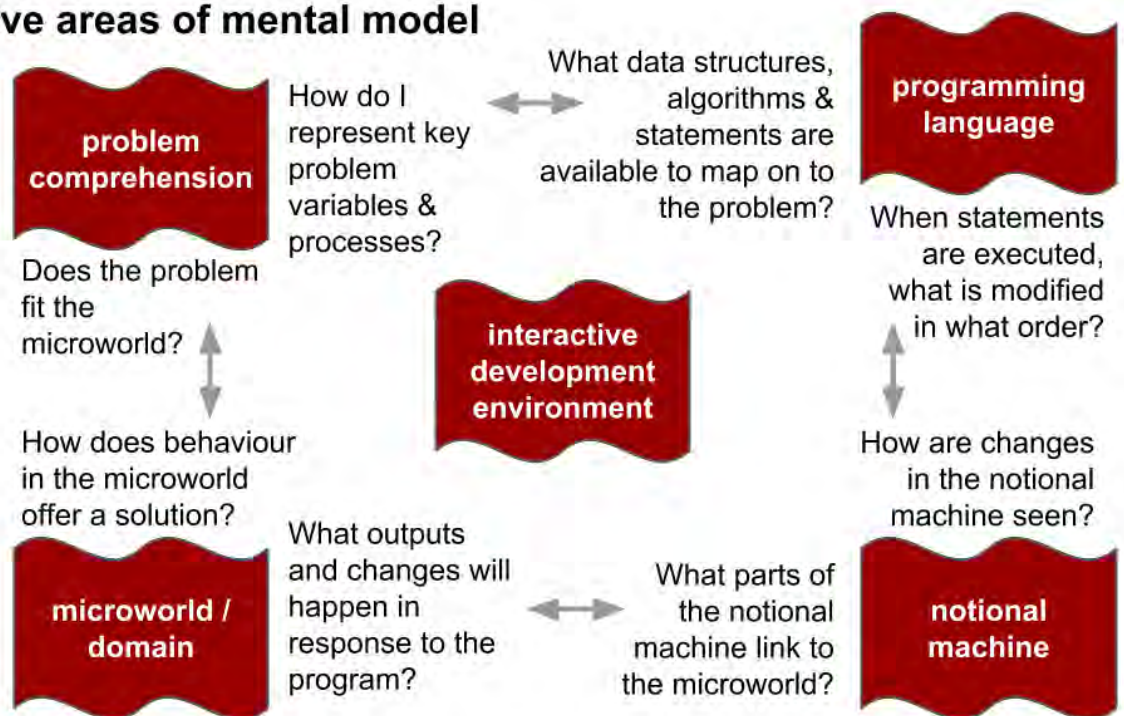 ve areas of mental model
problem
comprehension
How do I
represent key
problem
variables &
processes?
What data structures,
algorithms &
statements are
available to map on to
the problem?
programming
language
Does the problem
fit the
microworld?
When statements
are executed,
what is modified
in what order?
interactive
development
environment
How does behaviour
in the microworld
offer a solution?
How are changes
in the notional
machine seen?
microworld /
domain
What outputs
and changes will
happen in
response to the
program?
What parts of
the notional
machine link to
the microworld?
notional
machine